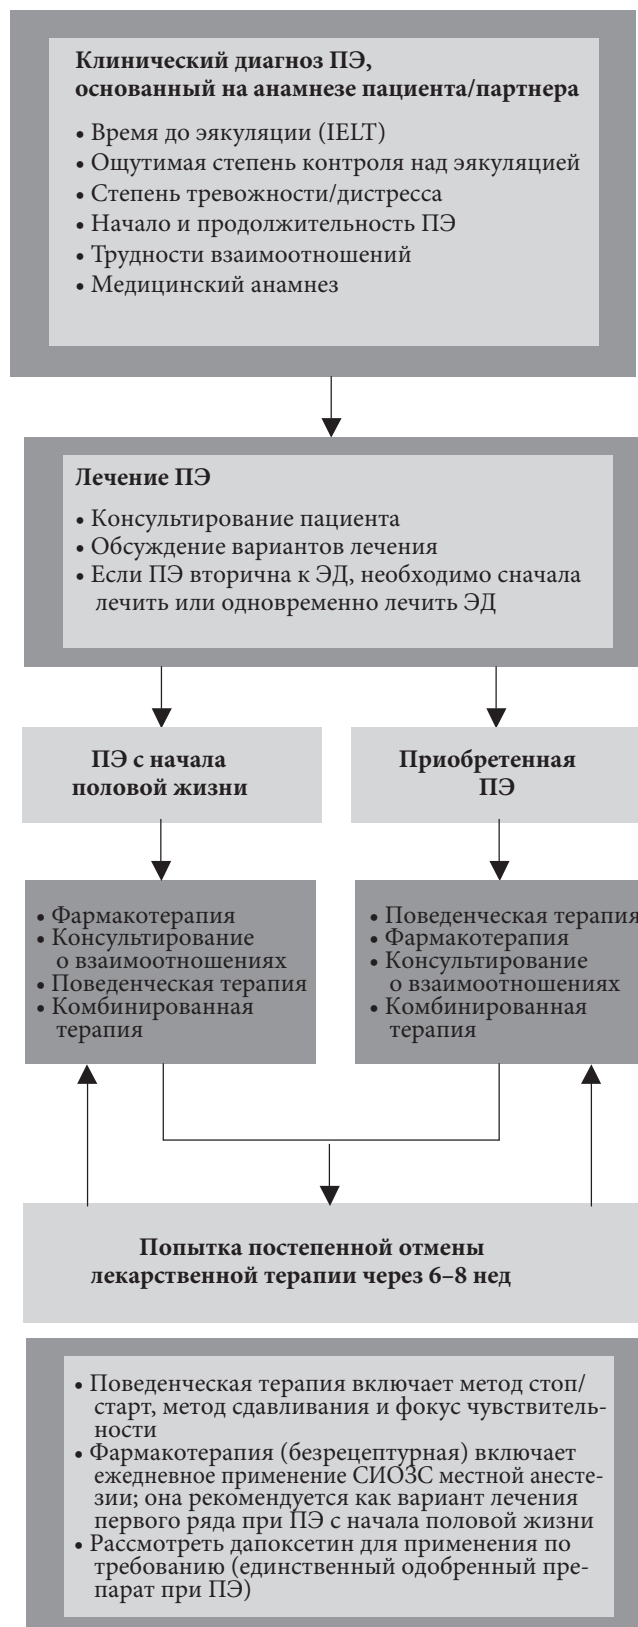 Клинический диагноз ПЭ,
основанный на анамнезе пациента/партнера
• Время до эякуляции (IELT)
• Ощутимая степень контроля над эякуляцией
• Степень тревожности/дистресса
• Начало и продолжительность ПЭ
• Трудности взаимоотношений
• Медицинский анамнез
Лечение ПЭ
• Консультирование пациента
• Обсуждение вариантов лечения
• Если ПЭ вторична к ЭД, необходимо сначала
лечить или одновременно лечить ЭД
ПЭ с начала
половой жизни
Приобретенная
ПЭ
• Фармакотерапия
• Консультирование
о взаимоотношениях
• Поведенческая терапия
• Комбинированная
терапия
• Поведенческая терапия
• Фармакотерапия
• Консультирование
о взаимоотношениях
• Комбинированная
терапия
Попытка постепенной отмены
лекарственной терапии через 6–8 нед
• Поведенческая терапия включает метод стоп/
старт, метод сдавливания и фокус чувствитель-
ности
• Фармакотерапия (безрецептурная) включает
ежедневное применение СИОЗС местной анесте-
зии; она рекомендуется как вариант лечения
первого ряда при ПЭ с начала половой жизни
• Рассмотреть дапоксетин для применения по
требованию (единственный одобренный пре-
парат при ПЭ)